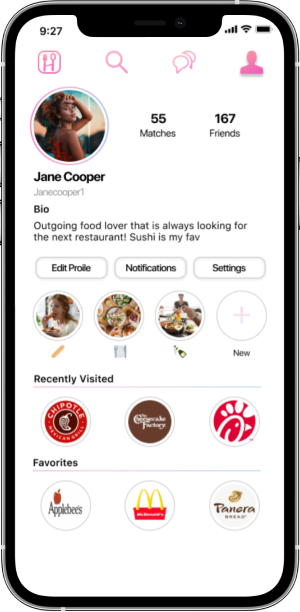 9:27
55
167
Matches
Friends
Jane Cooper
Janecooper1
Bio
Outgoing food lover that is always looking for
the next restaurant! Sushi is my fav
Edit Proile
Notifications
Settings
New
Recently Visited
CHIPOTLE
MEXICAN GRILL
The
Cheesecake
Factory
Favorites
Applebee's
McDonald's
Panera
BREAD